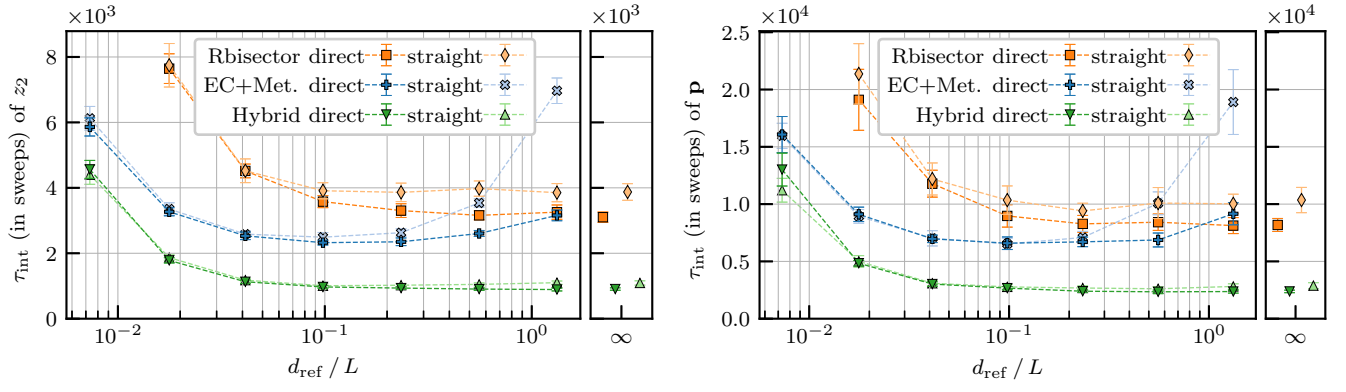 ×10³
×10³
8
6
4
2
0
τint (in sweeps) of z₂
Rbisector direct straight
EC+Met. direct straight
Hybrid direct straight
10⁻²
10⁻¹
10⁰
∞
d_ref / L
×10⁴
×10⁴
2.5
2.0
1.5
1.0
0.5
0.0
τint (in sweeps) of p
Rbisector direct straight
EC+Met. direct straight
Hybrid direct straight
10⁻²
10⁻¹
10⁰
∞
d_ref / L